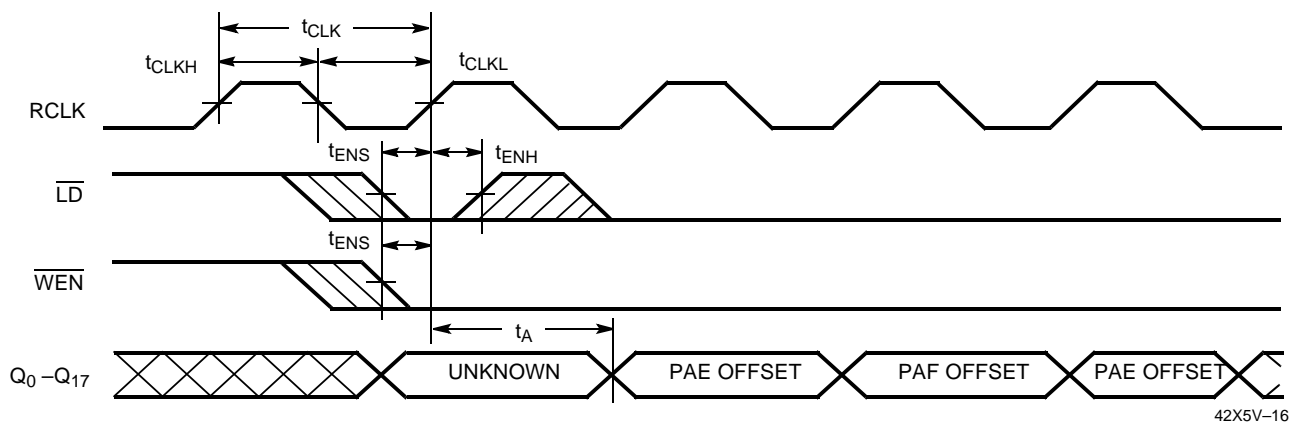 tCLK
tCLKH
tCLKL
RCLK
tENS
tENH
LD
tENS
WEN
tA
Q0 –Q17
UNKNOWN
PAE OFFSET
PAF OFFSET
PAE OFFSET
42X5V–16